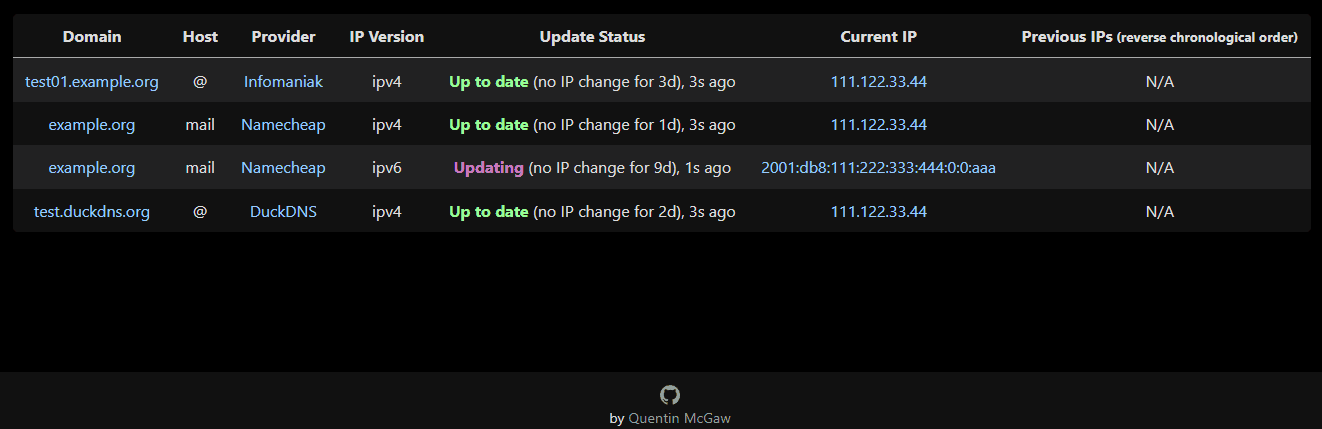 Domain Host Provider IP Version Update Status Current IP Previous IPs (reverse chronological order)
test01.example.org @ Infomaniak ipv4 Up to date (no IP change for 3d), 3s ago 111.122.33.44 N/A
example.org mail Namecheap ipv4 Up to date (no IP change for 1d), 3s ago 111.122.33.44 N/A
example.org mail Namecheap ipv6 Updating (no IP change for 9d), 1s ago 2001:db8:111:222:333:444:0:0:aaa N/A
test.duckdns.org @ DuckDNS ipv4 Up to date (no IP change for 2d), 3s ago 111.122.33.44 N/A
by Quentin McGaw